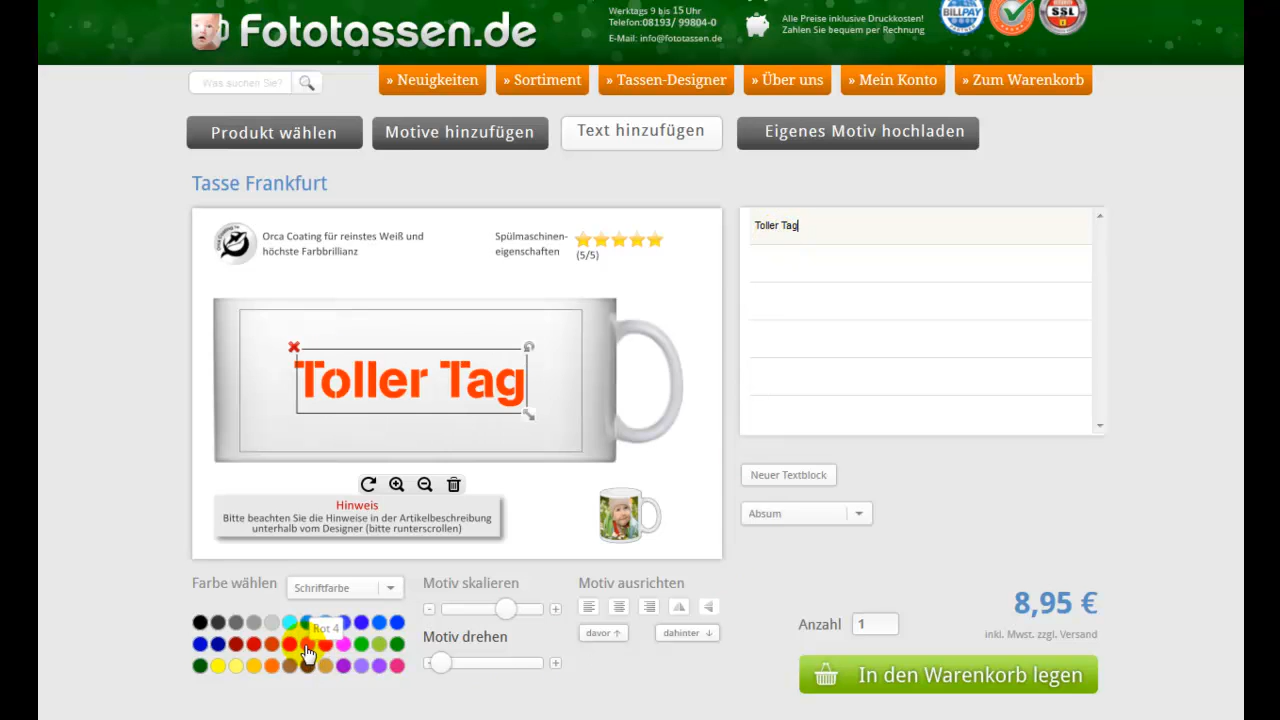 Fototassen.de
Werktags 9 bis 15 Uhr
Telefon:08193/ 99804-0
E-Mail: info@fototassen.de
Alle Preise inklusive Druckkosten!
Zahlen Sie bequem per Rechnung
BILLPAY
SSL
Was suchen Sie?
» Neuigkeiten
» Sortiment
» Tassen-Designer
» Über uns
» Mein Konto
» Zum Warenkorb
Produkt wählen
Motive hinzufügen
Text hinzufügen
Eigenes Motiv hochladen
Tasse Frankfurt
Orca Coating für reinstes Weiß und
höchste Farbbrillianz
Spülmaschinen-
eigenschaften
(5/5)
Toller Tag
Toller Tag
Hinweis
Bitte beachten Sie die Hinweise in der Artikelbeschreibung
unterhalb vom Designer (bitte runterscrollen)
Neuer Textblock
Absum
Farbe wählen
Schriftfarbe
Rot 4
Motiv skalieren
Motiv drehen
Motiv ausrichten
davor
dahinter
8,95 €
Anzahl
1
inkl. Mwst. zzgl. Versand
In den Warenkorb legen